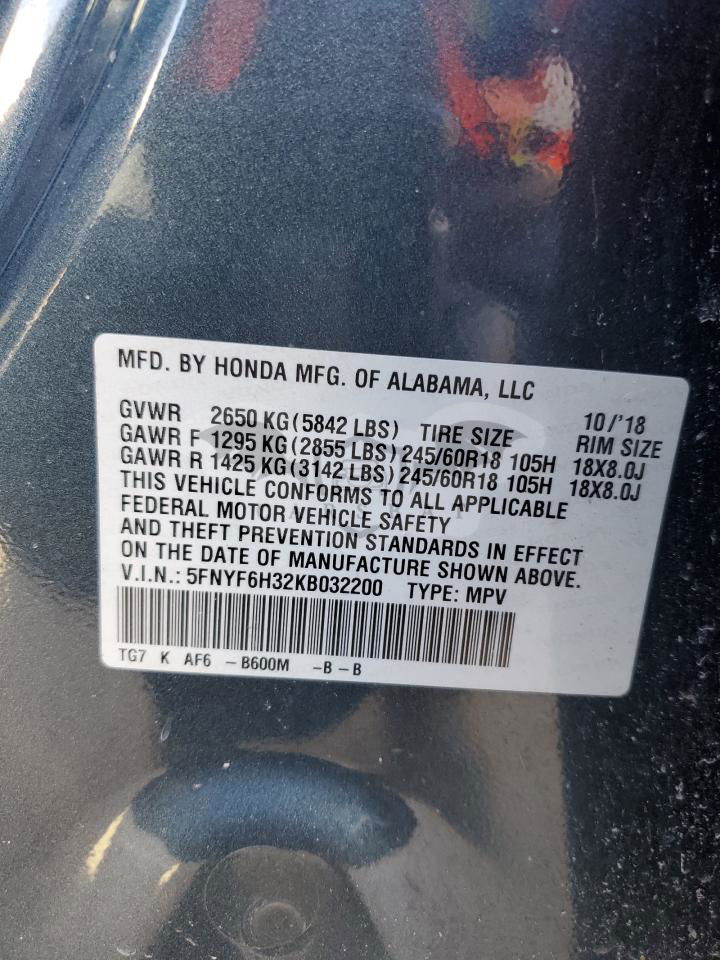 MFD. BY HONDA MFG. OF ALABAMA, LLC
10/'18
GVWR 2650 KG(5842 LBS) TIRE SIZE RIM SIZE
GAWR F 1295 KG(2855 LBS)245/60R18 105H 18X8.0J
GAWR R 1425 KG(3142 LBS)245/60R18 105H 18X8.0J
THIS VEHICLE CONFORMS TO ALL APPLICABLE
FEDERAL MOTOR VEHICLE SAFETY
AND THEFT PREVENTION STANDARDS IN EFFECT
ON THE DATE OF MANUFACTURE SHOWN ABOVE.
V.I.N.: 5FNYF6H32KB032200 TYPE: MPV
TG7 K AF6 -B600M -B-B